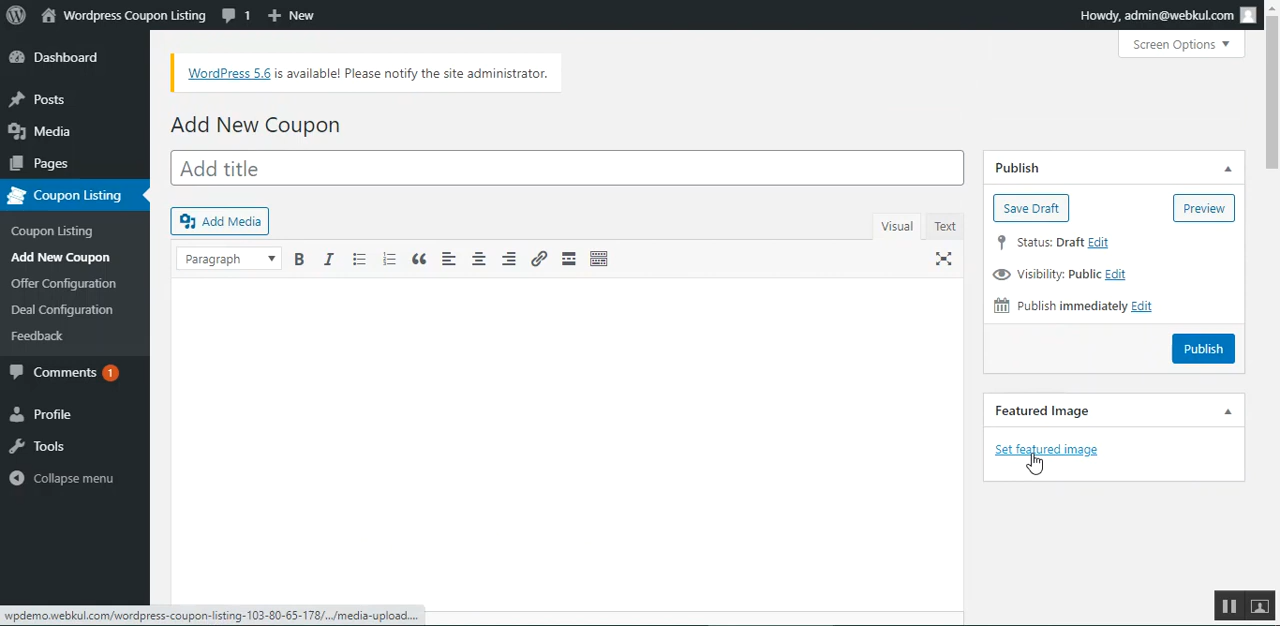 Wordpress Coupon Listing 1 New Howdy, admin@webkul.com
Screen Options
Dashboard
Posts
Media
Pages
Coupon Listing
Coupon Listing
Add New Coupon
Offer Configuration
Deal Configuration
Feedback
Comments 1
Profile
Tools
Collapse menu
WordPress 5.6 is available! Please notify the site administrator.
Add New Coupon
Add title
Add Media
Visual Text
Paragraph B I
Publish
Save Draft Preview
Status: Draft Edit
Visibility: Public Edit
Publish immediately Edit
Publish
Featured Image
Set featured image
wpdemo.webkul.com/wordpress-coupon-listing-103-80-65-178/.../media-upload....